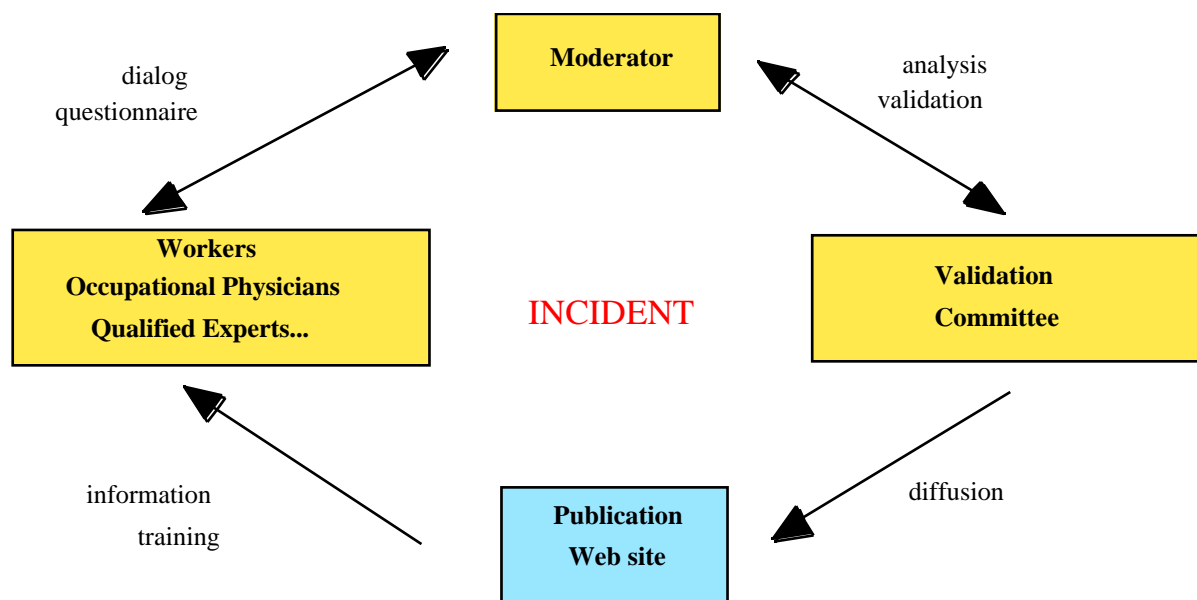 Moderator
dialog
questionnaire
analysis
validation
Workers
Occupational Physicians
Qualified Experts...
INCIDENT
Validation
Committee
information
training
Publication
Web site
diffusion